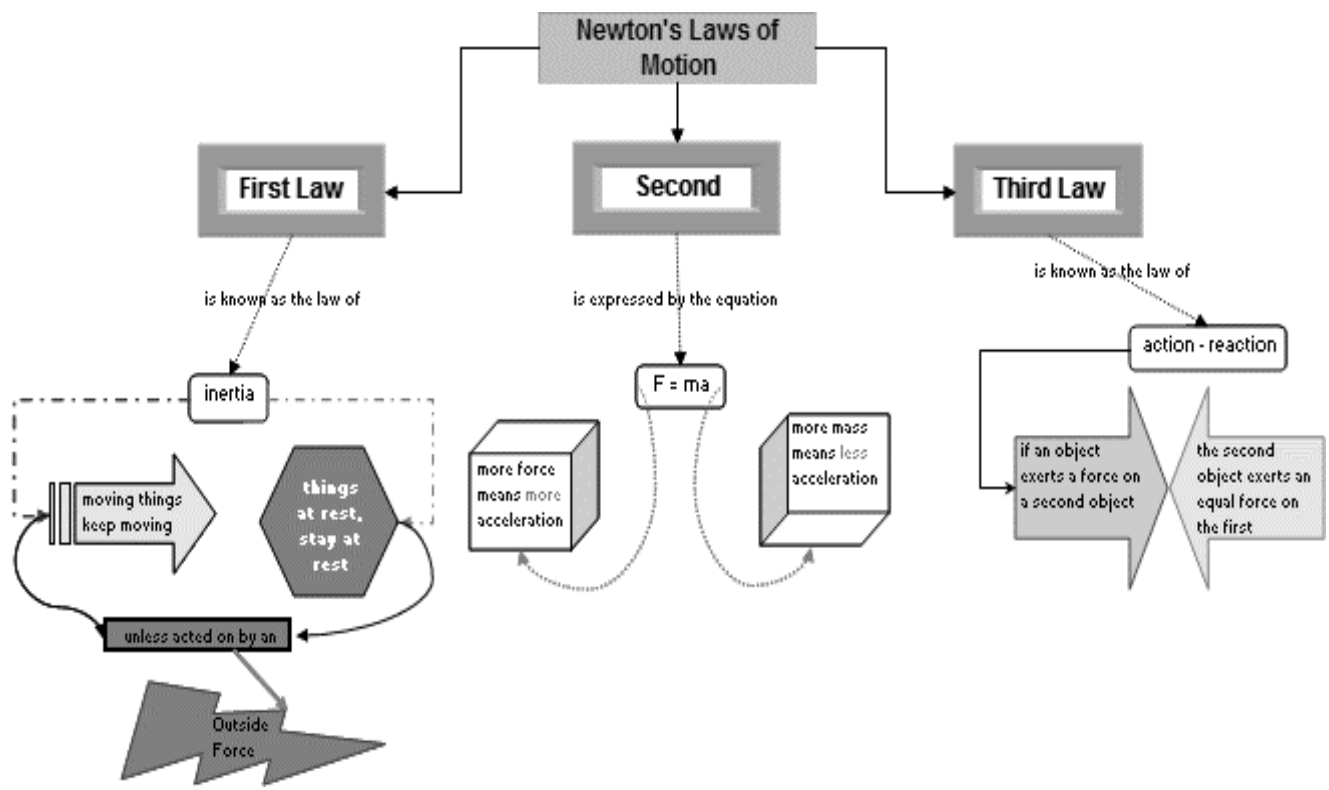 Newton's Laws of
Motion
First Law
Second
Third Law
is known as the law of
is expressed by the equation
is known as the law of
inertia
F = ma
action - reaction
moving things
keep moving
things
at rest,
stay at
rest
more force
means more
acceleration
more mass
means less
acceleration
if an object
exerts a force on
a second object
the second
object exerts an
equal force on
the first
unless acted on by an
Outside
Force